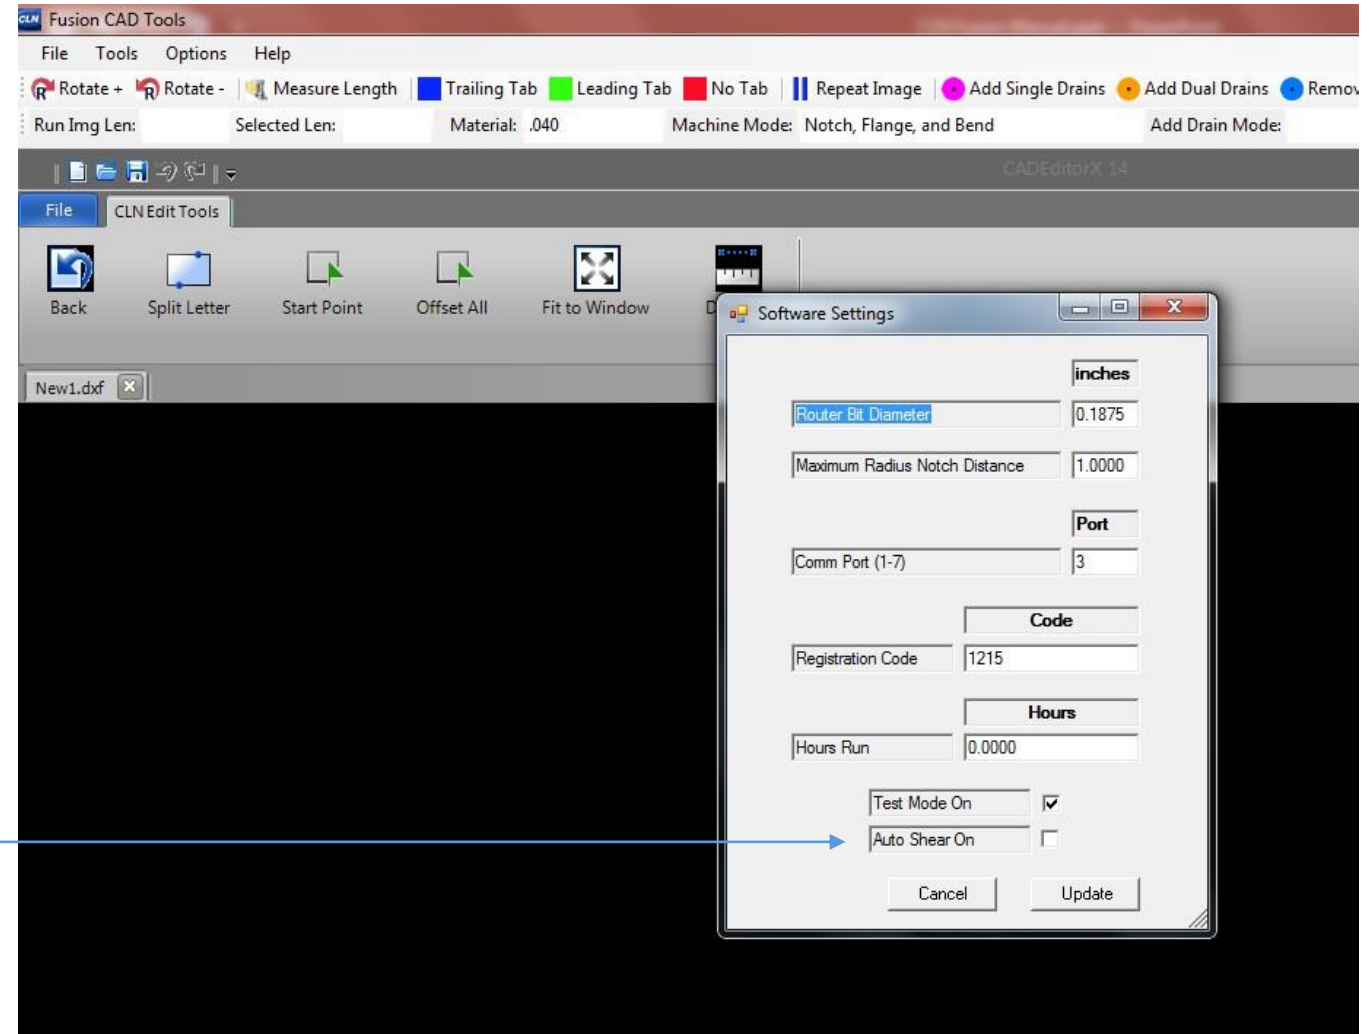 CLN Fusion CAD Tools
File Tools Options Help
R Rotate + R Rotate - Measure Length Trailing Tab Leading Tab No Tab Repeat Image Add Single Drains Add Dual Drains Remov
Run Img Len: Selected Len: Material: .040 Machine Mode: Notch, Flange, and Bend Add Drain Mode:
CADEditorX 14
File CLN Edit Tools
Back Split Letter Start Point Offset All Fit to Window D
New1.dxf
Software Settings
inches
Router Bit Diameter 0.1875
Maximum Radius Notch Distance 1.0000
Port
Comm Port (1-7) 3
Code
Registration Code 1215
Hours
Hours Run 0.0000
Test Mode On
Auto Shear On
Cancel Update